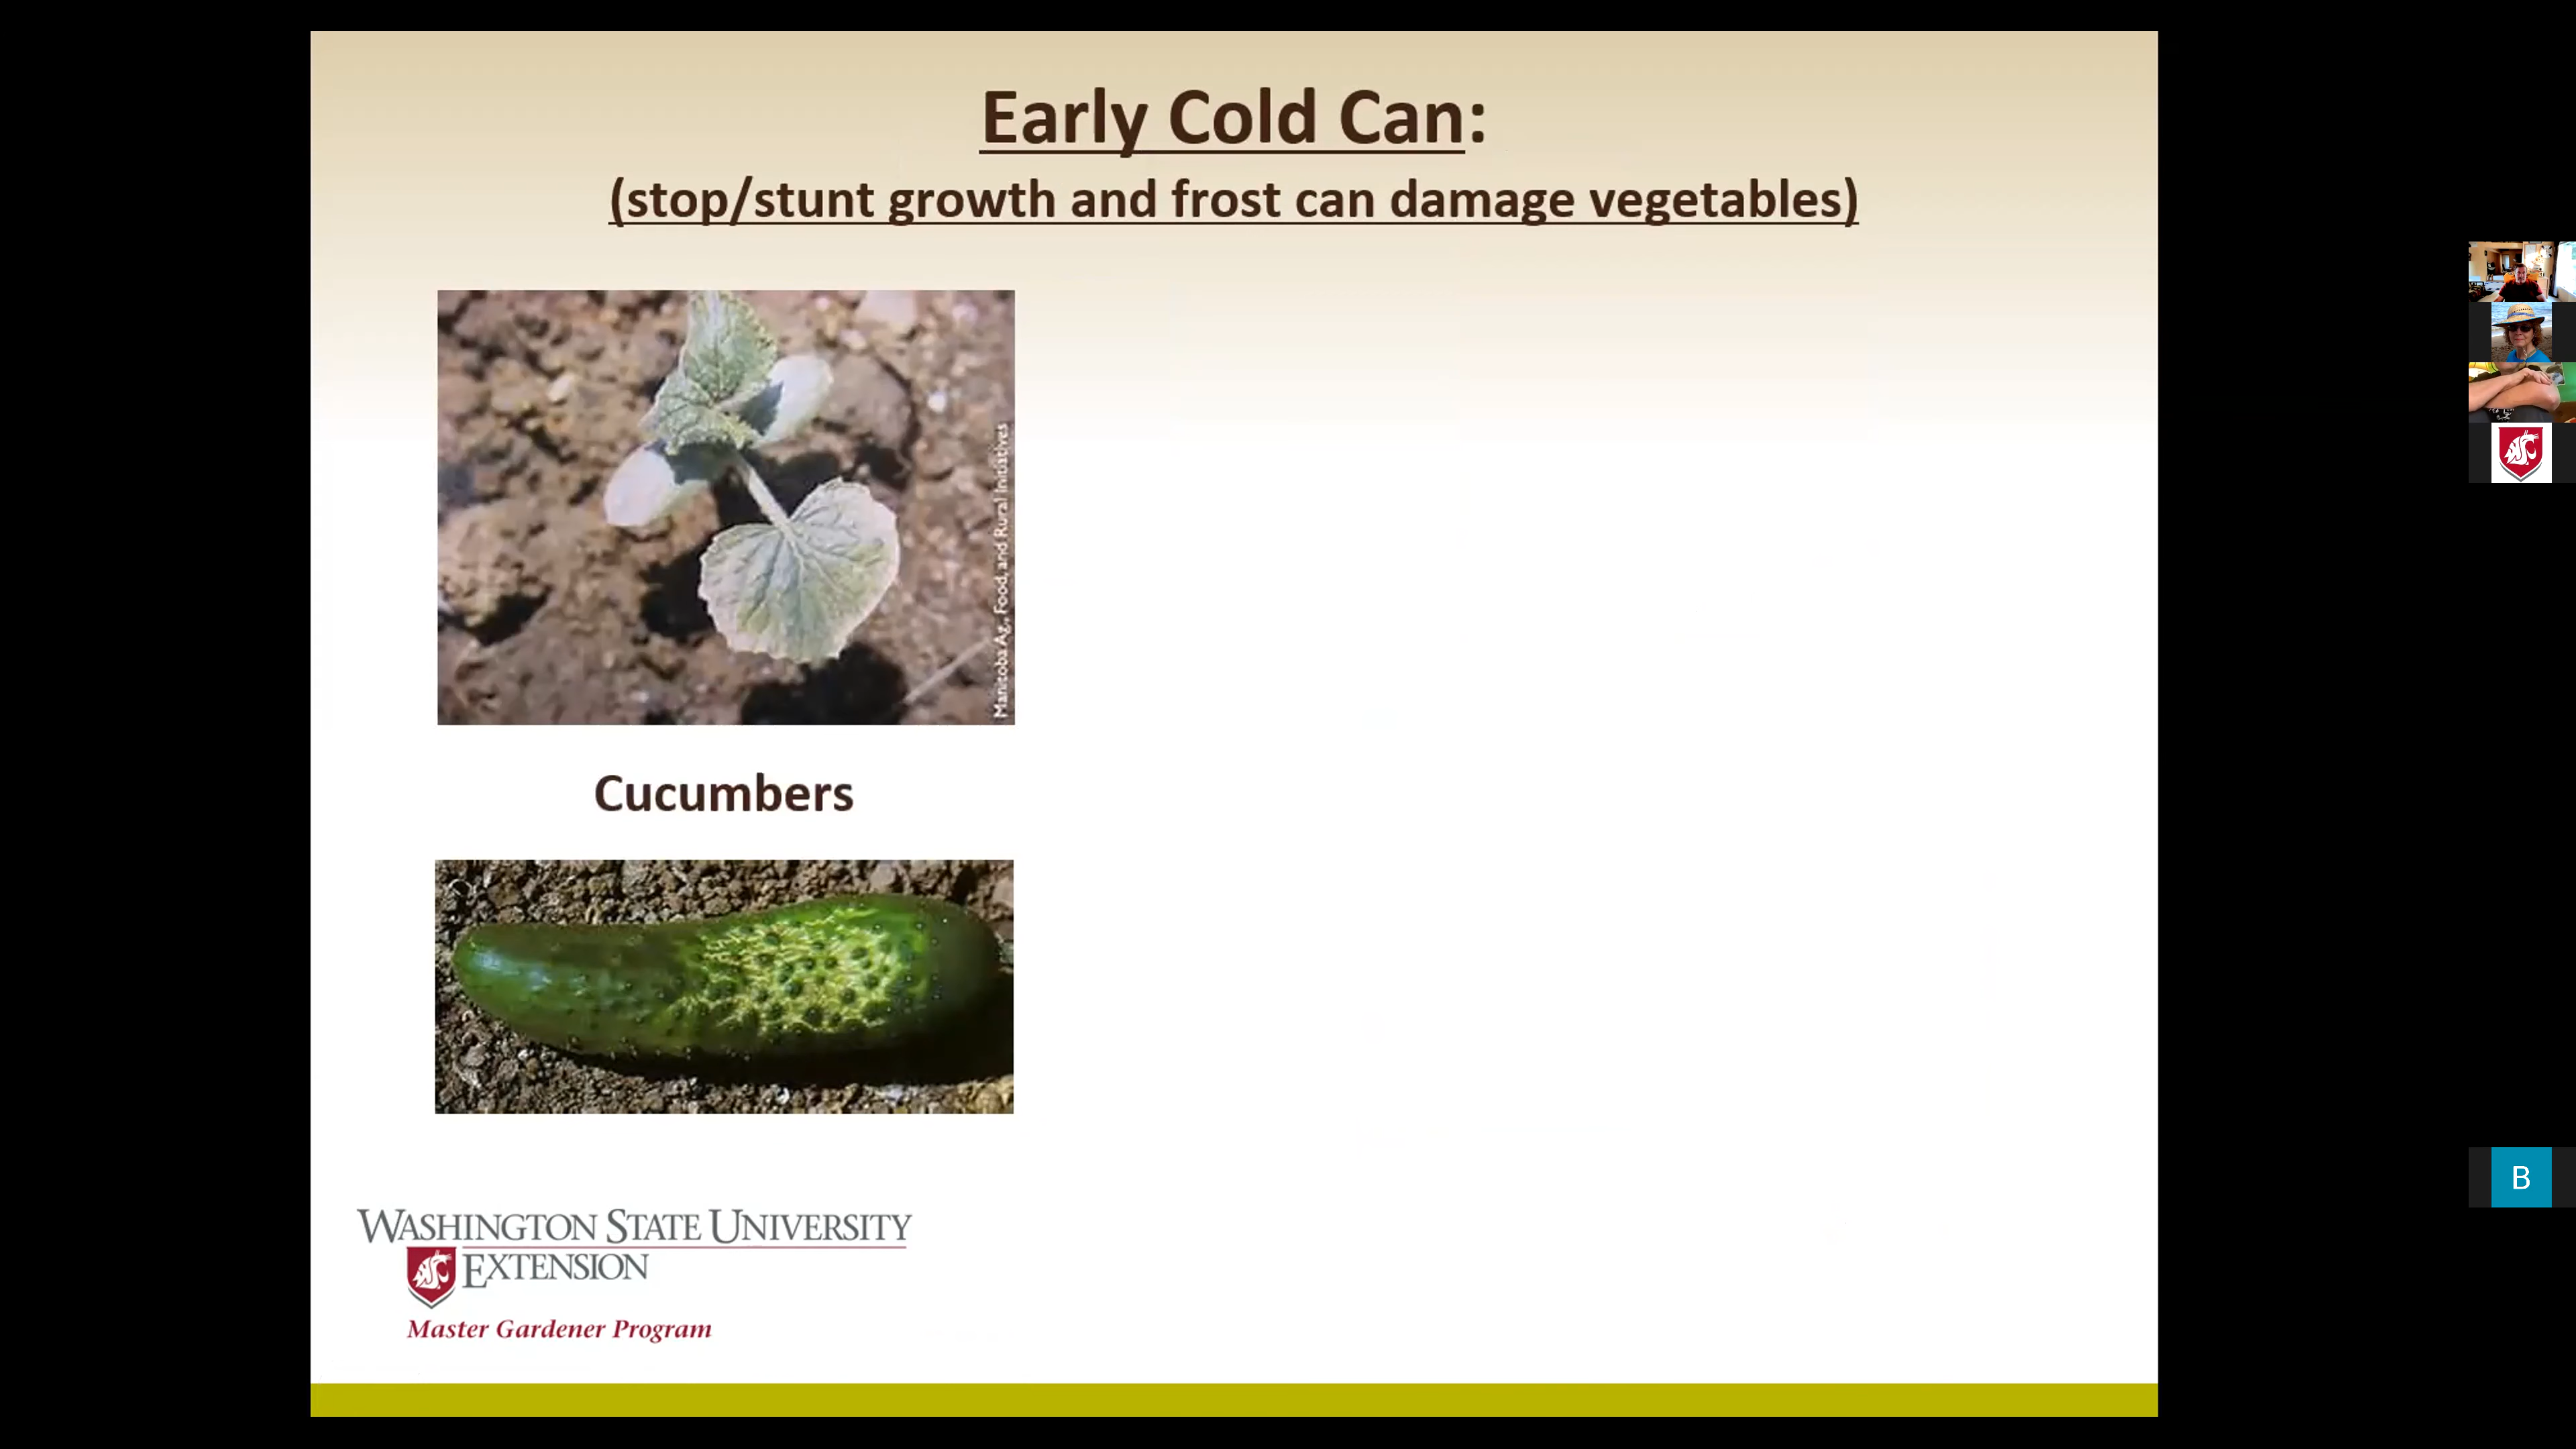 Early Cold Can:
(stop/stunt growth and frost can damage vegetables)
Manitoba Ag., Food, and Rural Initiatives
Cucumbers
WASHINGTON STATE UNIVERSITY
EXTENSION
Master Gardener Program
B